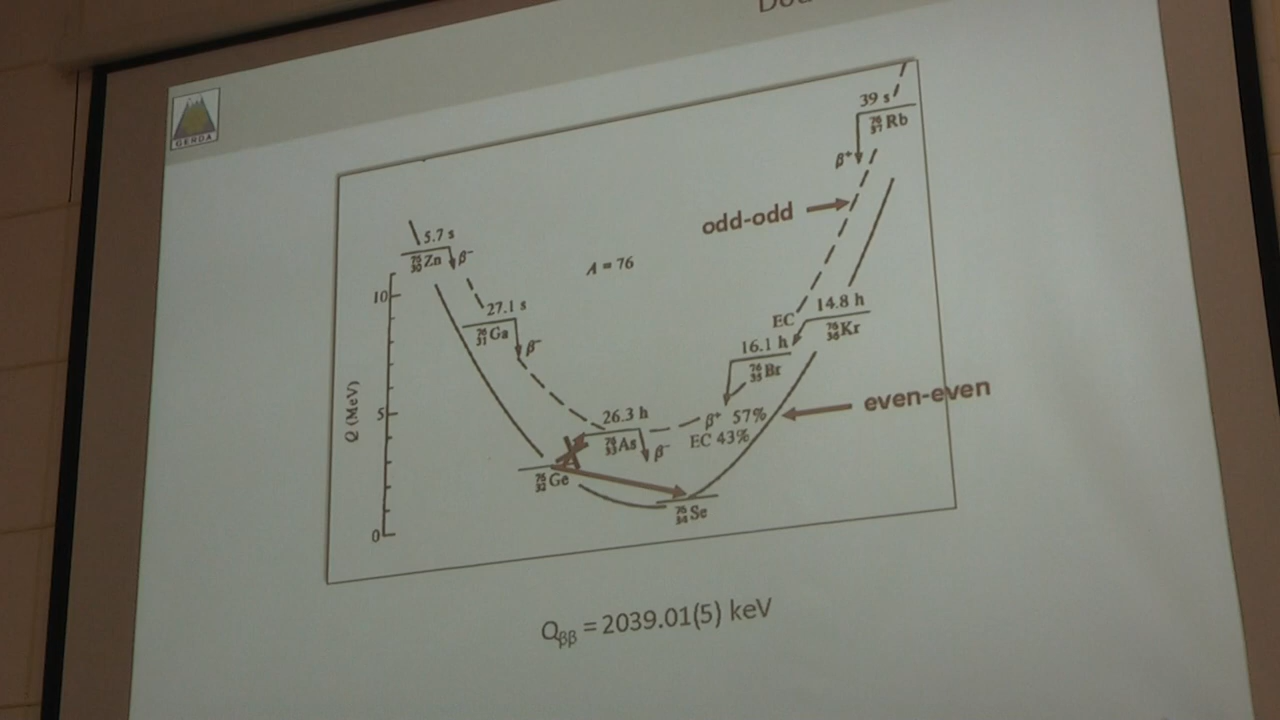 Dou
GERDA
39 s
76 37 Rb
β⁺
odd-odd
5.7 s
76 30 Zn
β⁻
A = 76
10
27.1 s
76 31 Ga
β⁻
EC
14.8 h
76 36 Kr
16.1 h
76 35 Br
Q (MeV)
5
26.3 h
76 33 As
β⁻
β⁺ 57%
EC 43%
even-even
X
76 32 Ge
76 34 Se
0
Qββ = 2039.01(5) keV